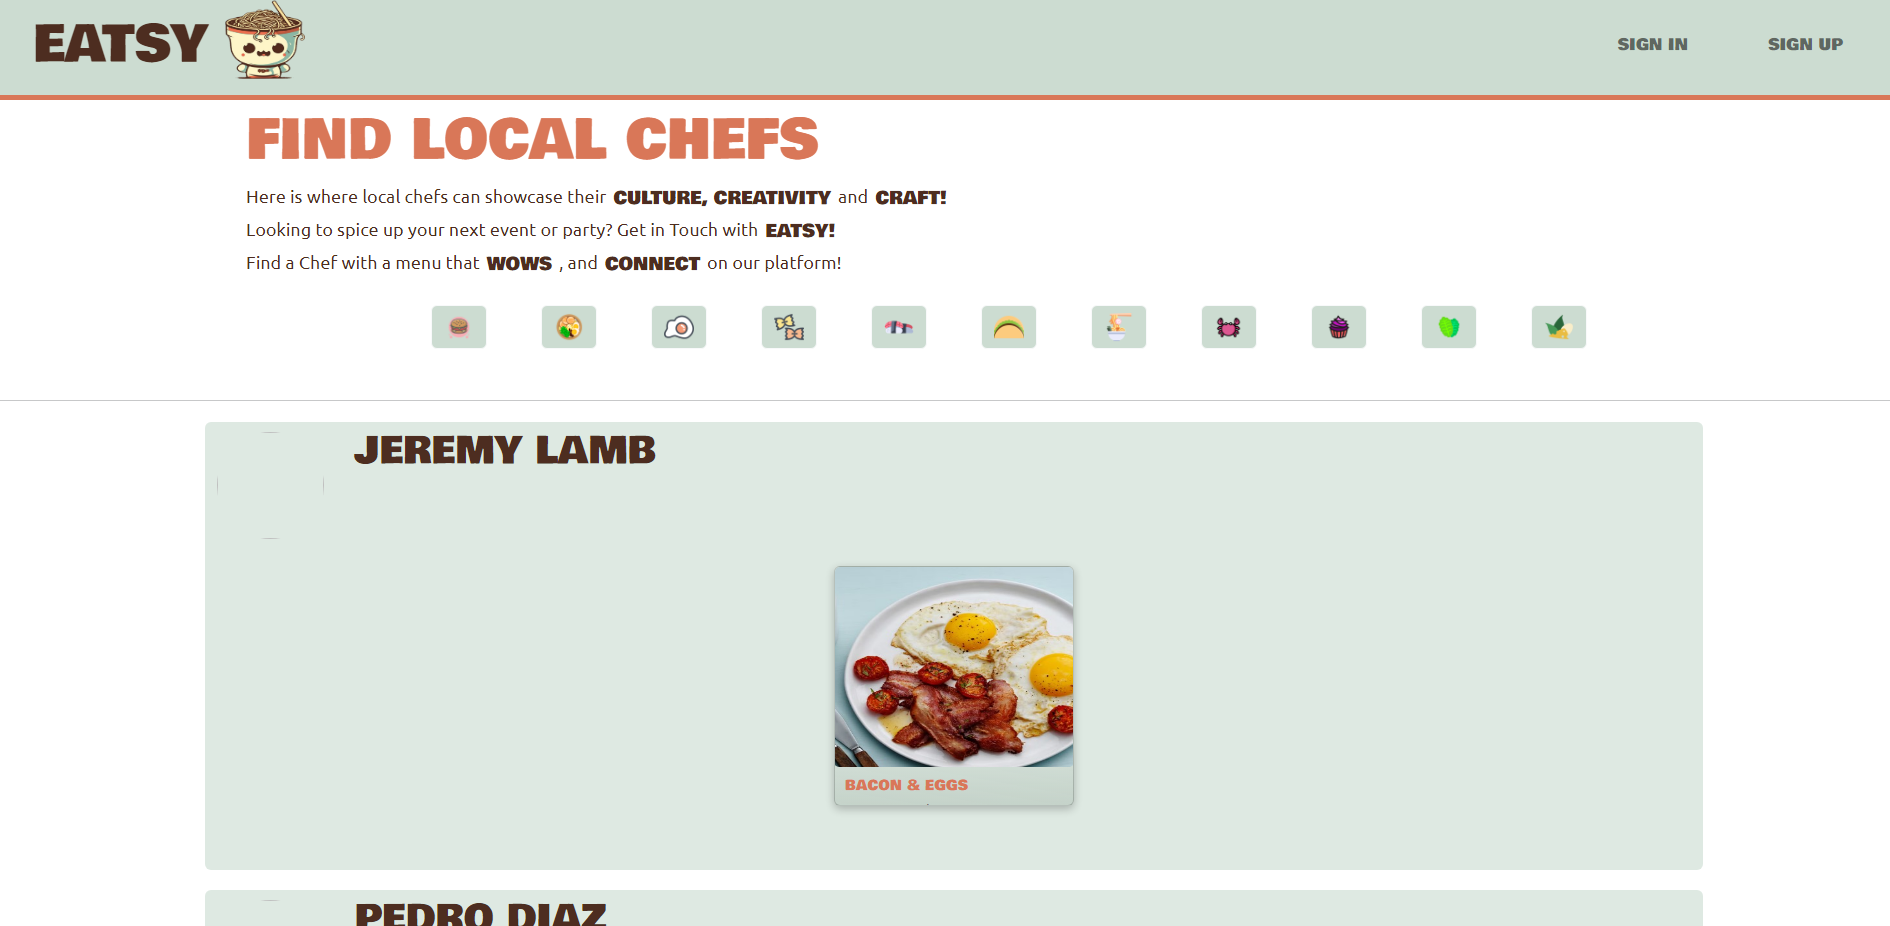 EATSY
SIGN IN
SIGN UP
FIND LOCAL CHEFS
Here is where local chefs can showcase their CULTURE, CREATIVITY and CRAFT!
Looking to spice up your next event or party? Get in Touch with EATSY!
Find a Chef with a menu that WOWS , and CONNECT on our platform!
JEREMY LAMB
BACON & EGGS
PEDRO DIAZ